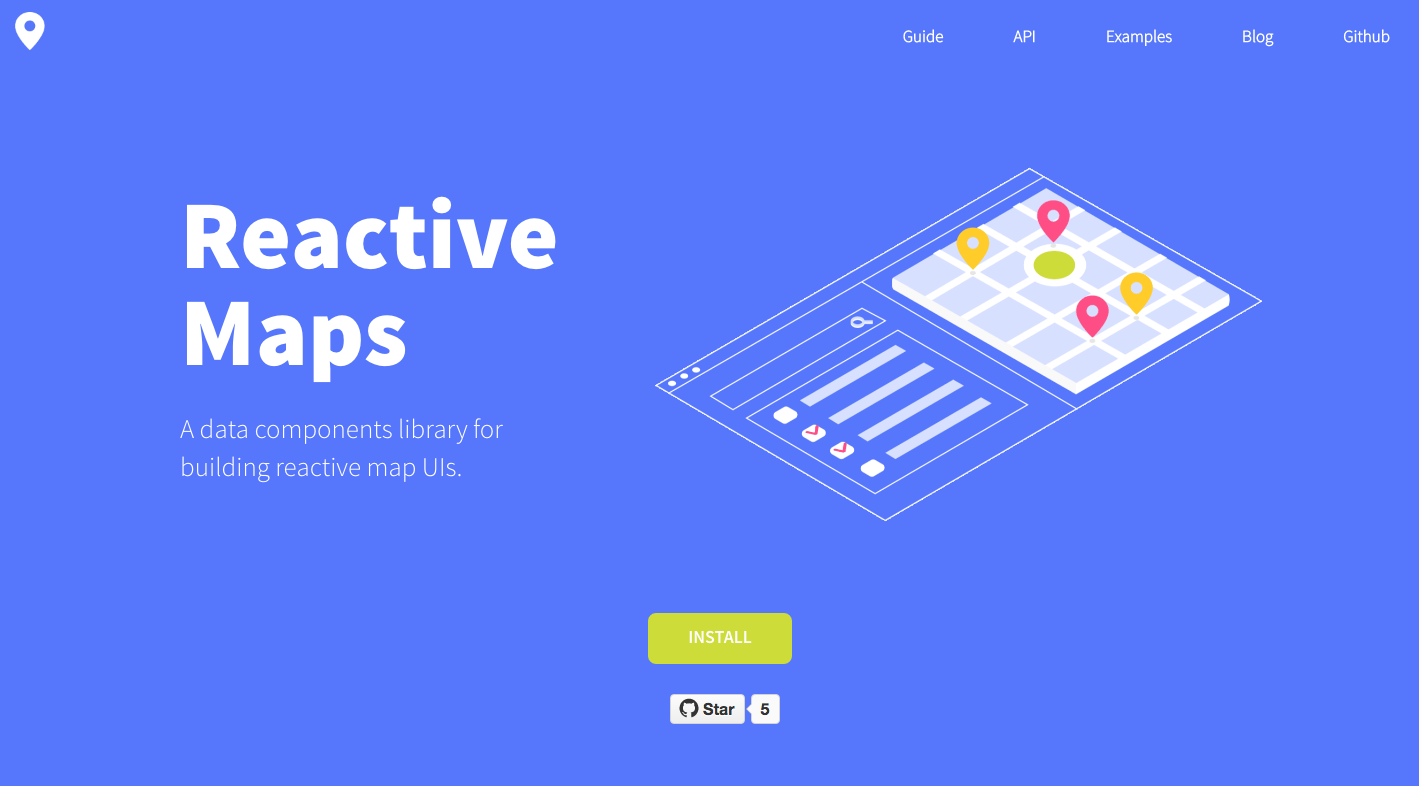 Guide
API
Examples
Blog
Github
Reactive
Maps
A data components library for
building reactive map UIs.
INSTALL
Star
5